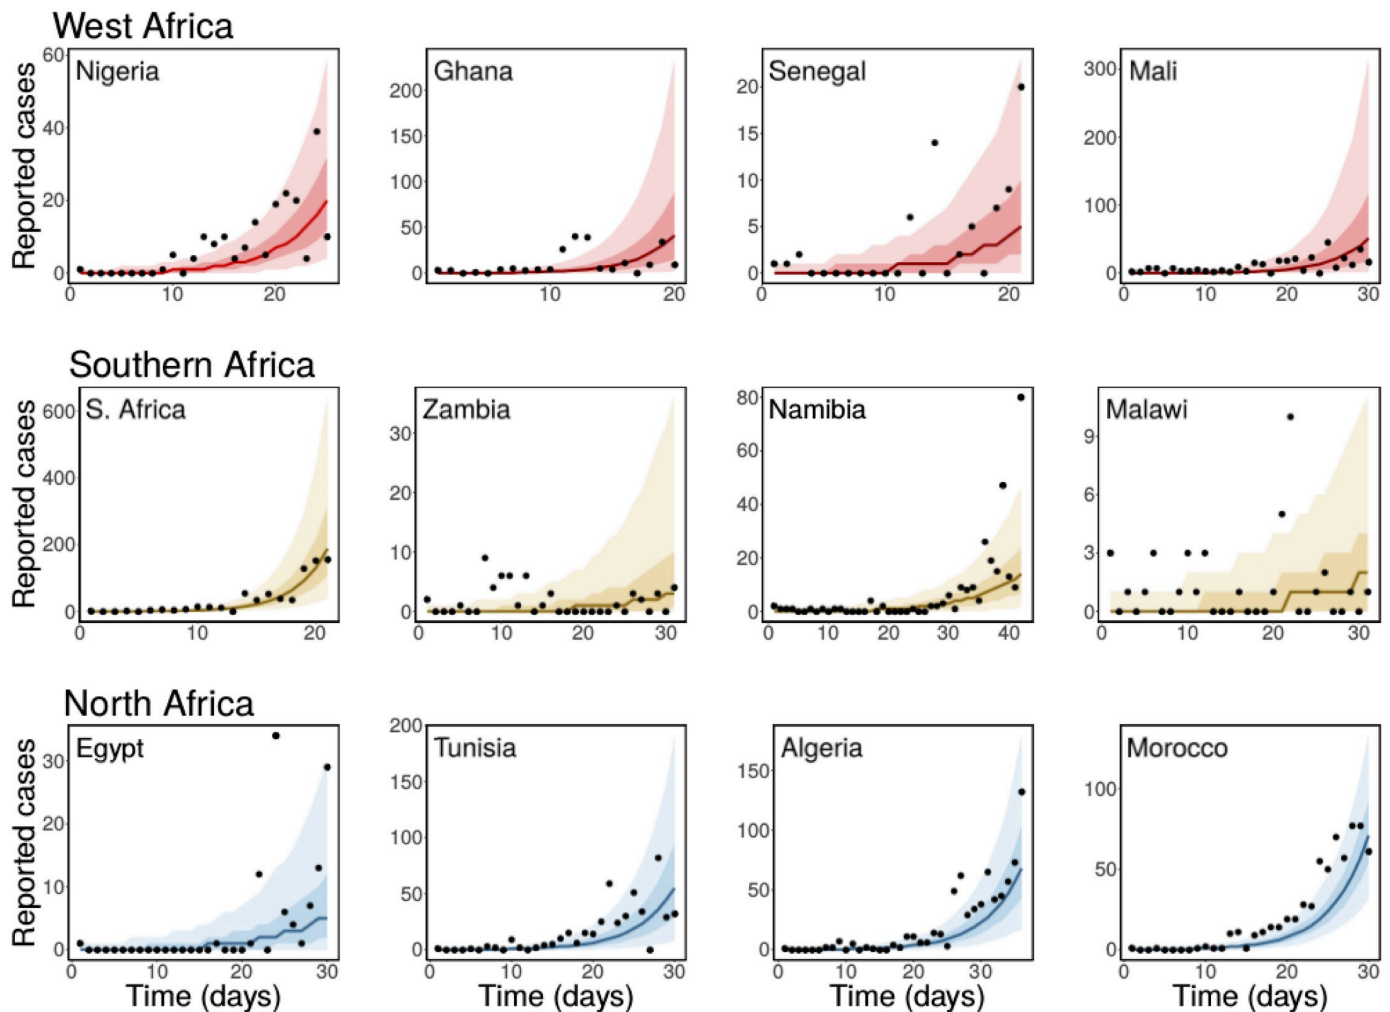 West Africa
Reported cases
Nigeria
60
40
20
0
0 10 20
Ghana
200
150
100
50
0
10 20
Senegal
20
15
10
5
0
0 10 20
Mali
300
200
100
0
0 10 20 30
Southern Africa
Reported cases
S. Africa
600
400
200
0
0 10 20
Zambia
30
20
10
0
0 10 20 30
Namibia
80
60
40
20
0
0 10 20 30 40
Malawi
9
6
3
0
0 10 20 30
North Africa
Reported cases
Egypt
30
20
10
0
0 10 20 30
Time (days)
Tunisia
200
150
100
50
0
0 10 20 30
Time (days)
Algeria
150
100
50
0
0 10 20 30
Time (days)
Morocco
100
50
0
0 10 20 30
Time (days)